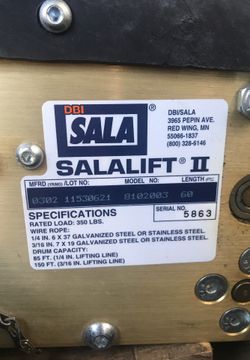 DBI
SALA®
DBI/SALA
3965 PEPIN AVE.
RED WING, MN
55066-1837
(800) 328-6146
SALALIFT® II
MFRD (YR/MO)/LOT NO: MODEL NO: LENGTH (FT):
0302 11530621 8102003 60
SPECIFICATIONS
SERIAL NO.
5863
RATED LOAD: 350 LBS.
WIRE ROPE:
1/4 IN. 6 X 37 GALVANIZED STEEL OR STAINLESS STEEL.
3/16 IN. 7 X 19 GALVANIZED STEEL OR STAINLESS STEEL.
DRUM CAPACITY:
85 FT. (1/4 IN. LIFTING LINE)
150 FT. (3/16 IN. LIFTING LINE)